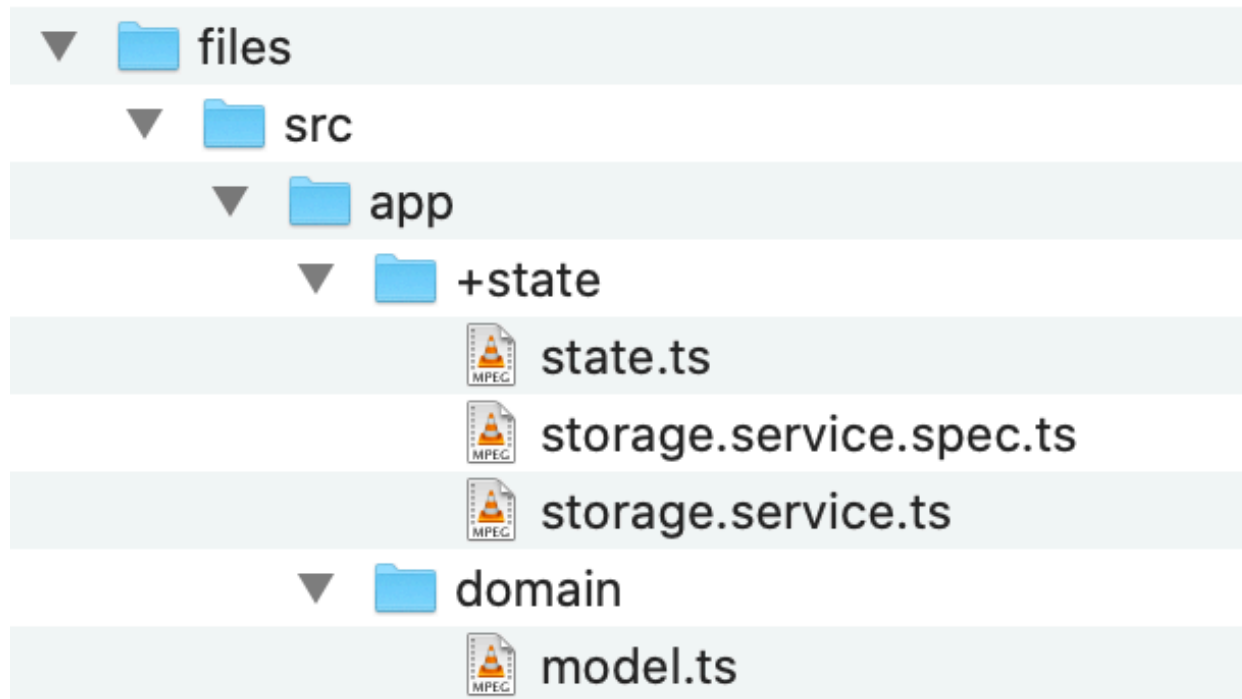 files
src
app
+state
MPEG state.ts
MPEG storage.service.spec.ts
MPEG storage.service.ts
domain
MPEG model.ts